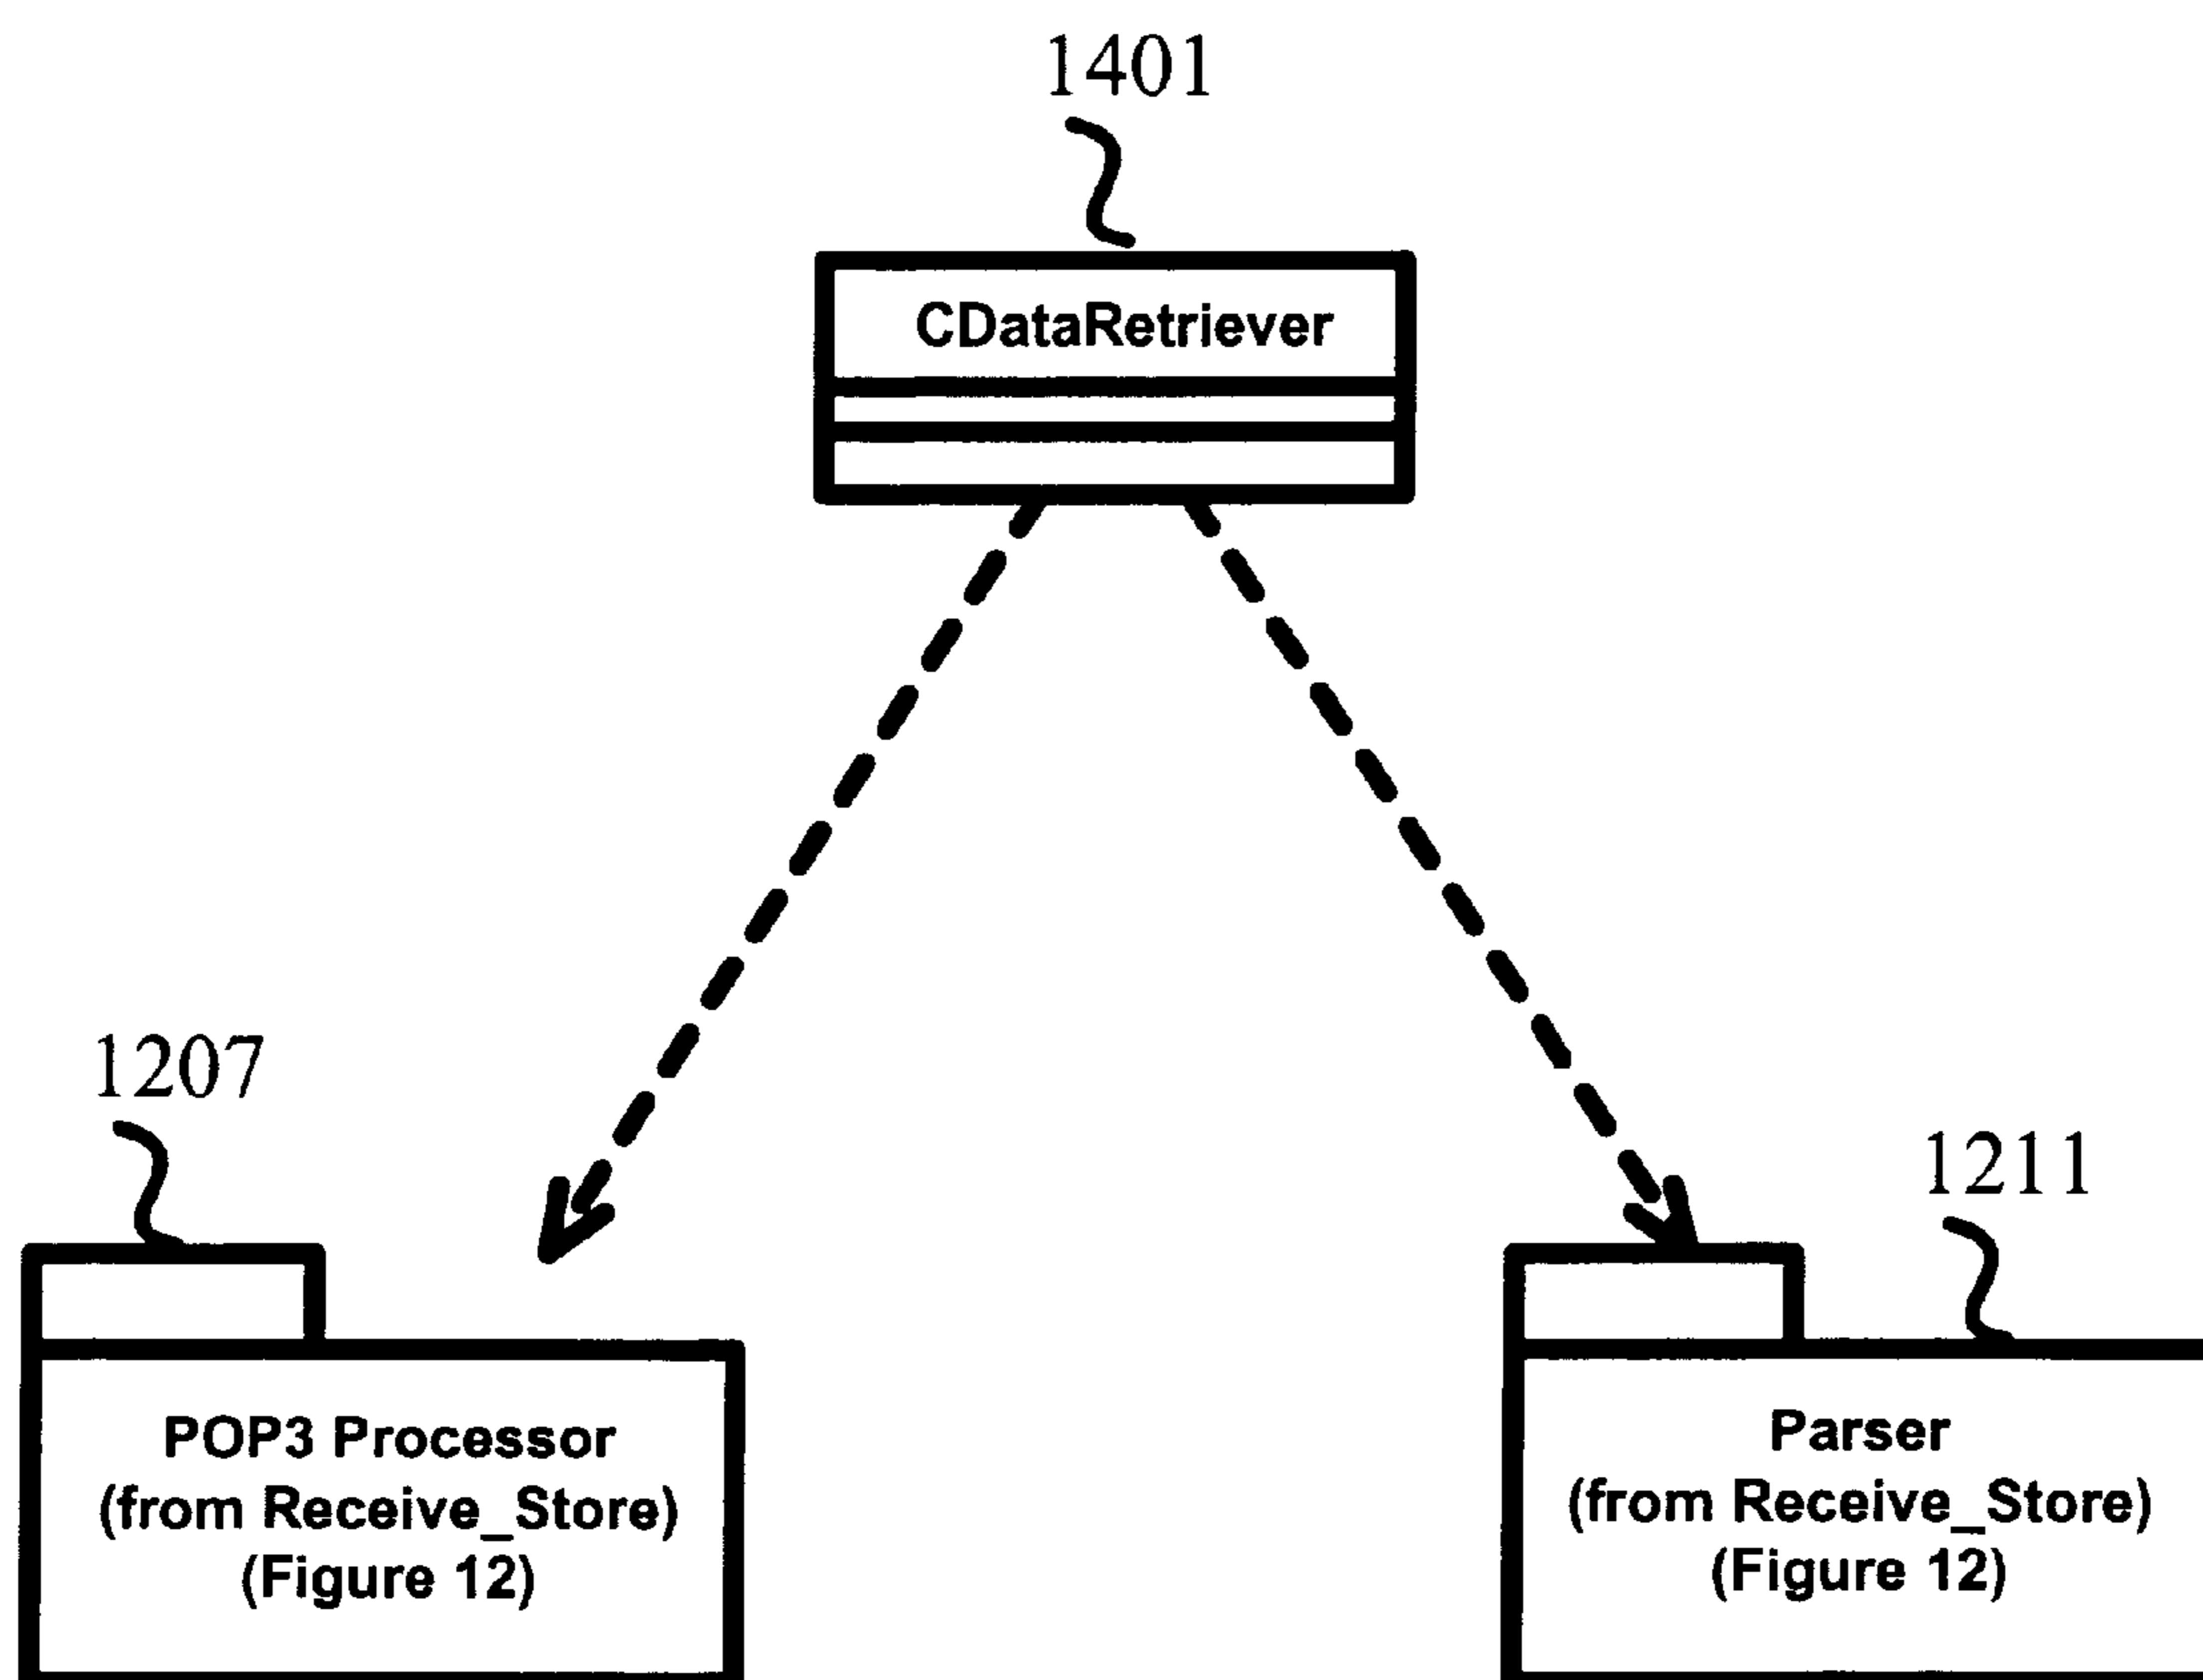 1401
CDataRetriever
1207
1211
POP3 Processor
(from Receive_Store)
(Figure 12)
Parser
(from Receive_Store)
(Figure 12)